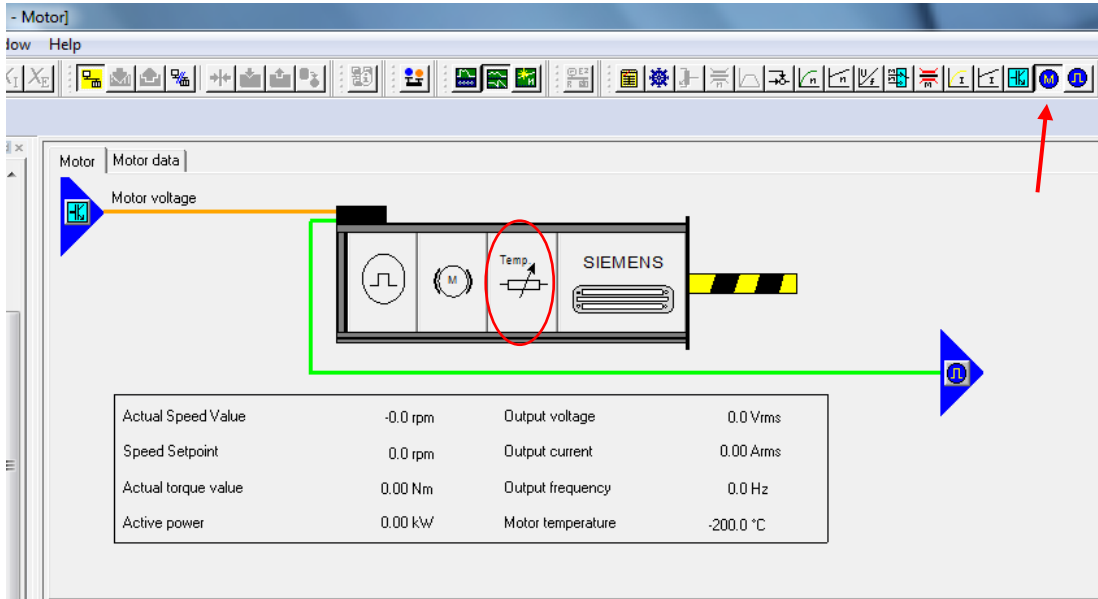 - Motor]
Help
Motor
Motor data
Motor voltage
Temp.
M
SIEMENS
Actual Speed Value -0.0 rpm Output voltage 0.0 Vrms
Speed Setpoint 0.0 rpm Output current 0.00 Arms
Actual torque value 0.00 Nm Output frequency 0.0 Hz
Active power 0.00 kW Motor temperature -200.0 °C